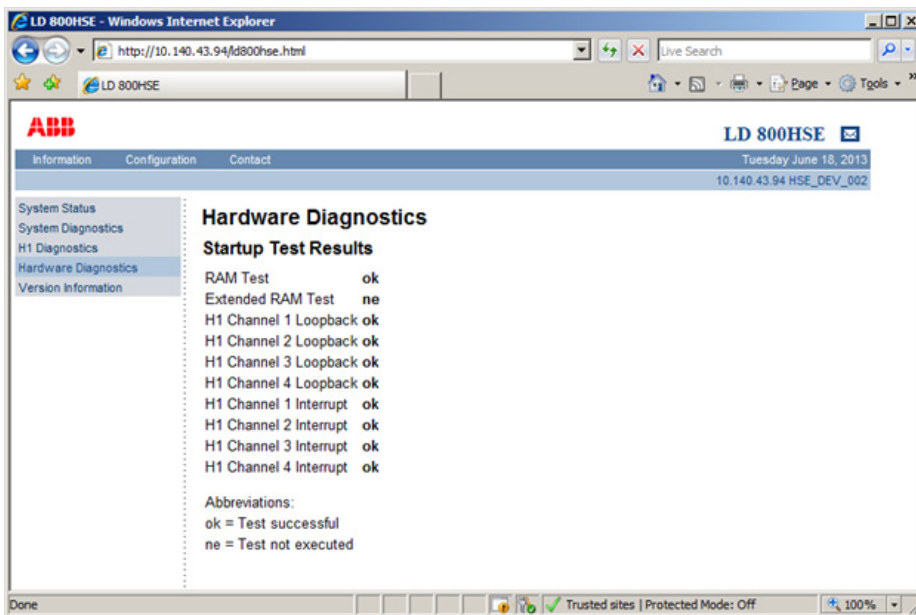 LD 800HSE - Windows Internet Explorer
http://10.140.43.94/ld800hse.html
Live Search
LD 800HSE
Page
Tools
ABB
LD 800HSE
Information Configuration Contact
Tuesday June 18, 2013
10.140.43.94 HSE_DEV_002
System Status
System Diagnostics
H1 Diagnostics
Hardware Diagnostics
Version Information
Hardware Diagnostics
Startup Test Results
RAM Test ok
Extended RAM Test ne
H1 Channel 1 Loopback ok
H1 Channel 2 Loopback ok
H1 Channel 3 Loopback ok
H1 Channel 4 Loopback ok
H1 Channel 1 Interrupt ok
H1 Channel 2 Interrupt ok
H1 Channel 3 Interrupt ok
H1 Channel 4 Interrupt ok
Abbreviations:
ok = Test successful
ne = Test not executed
Done
Trusted sites | Protected Mode: Off
100%